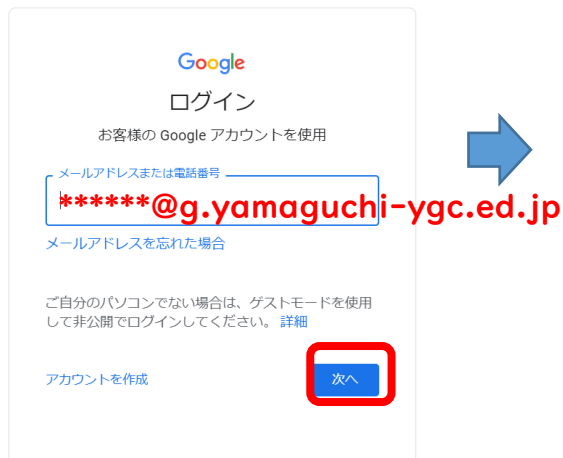 Google
ログイン
お客様の Google アカウントを使用
メールアドレスまたは電話番号
******@g.yamaguchi-ygc.ed.jp
メールアドレスを忘れた場合
ご自分のパソコンでない場合は、ゲストモードを使用
して非公開でログインしてください。 詳細
アカウントを作成
次へ